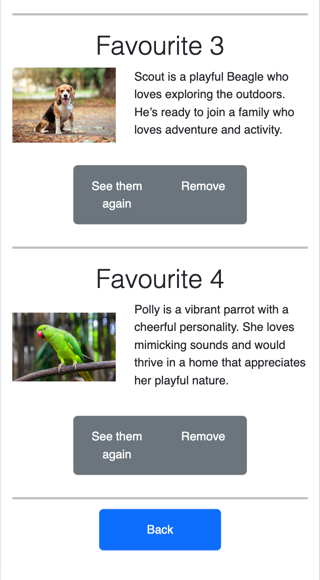 Favourite 3
Scout is a playful Beagle who
loves exploring the outdoors.
He's ready to join a family who
loves adventure and activity.
See them
again
Remove
Favourite 4
Polly is a vibrant parrot with a
cheerful personality. She loves
mimicking sounds and would
thrive in a home that appreciates
her playful nature.
See them
again
Remove
Back